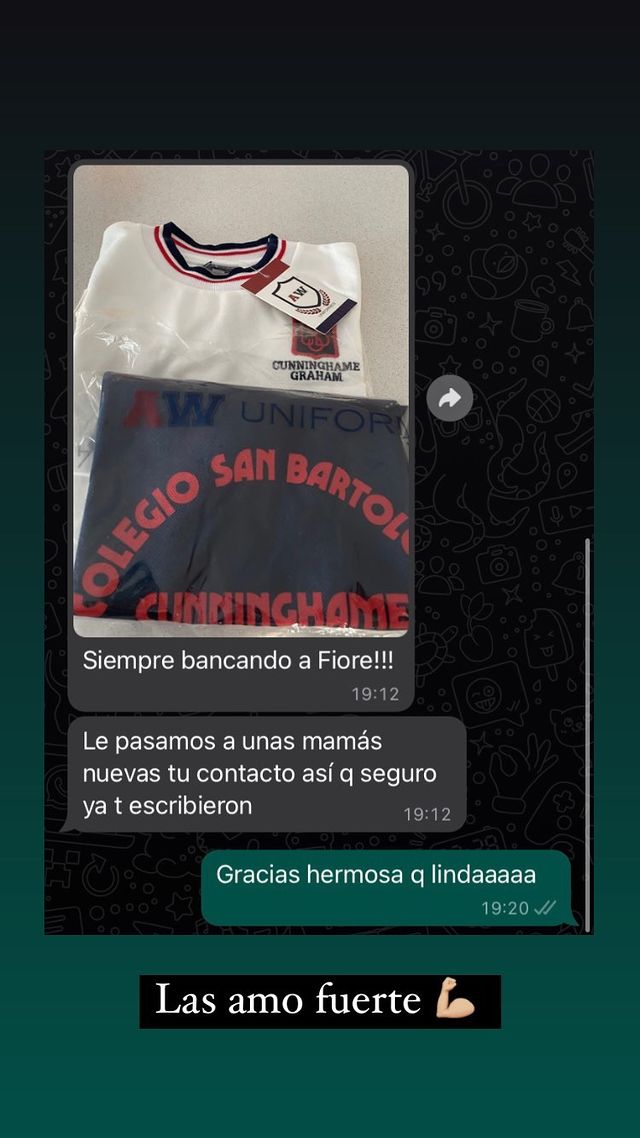 AW
CUNNINGHAME
GRAHAM
AW UNIFOR
COLEGIO SAN BARTOLO
CUNNINGHAME
Siempre bancando a Fiore!!!
19:12
Le pasamos a unas mamás
nuevas tu contacto así q seguro
ya t escribieron
19:12
Gracias hermosa q lindaaaaa
19:20
Las amo fuerte 💪🏼